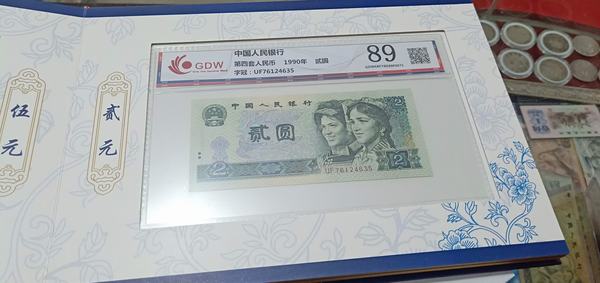 GDW
中国人民银行
第四套人民币 1990年 贰圆
字冠：UF76124635
89
伍元
贰元
中国人民银行
贰圆
2
2
UF76124635